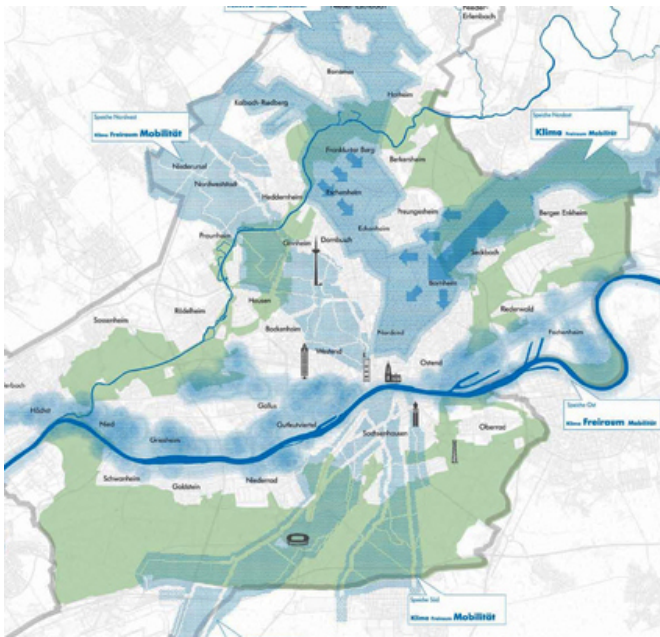 Nieder-
Erlenbach
Bonames
Harheim
Kalbach-Riedberg
Speiche Nordwest
Klima Freiraum Mobilität
Speiche Nordost
Klima Freiraum Mobilität
Frankfurter Berg
Berkersheim
Niederursel
Nordweststadt
Heddernheim
Eschersheim
Preungesheim
Bergen Enkheim
Praunheim
Ginnheim
Dornbusch
Eckenheim
Seckbach
Hausen
Bornheim
Rödelheim
Sossenheim
Bockenheim
Nordend
Riederwald
Fechenheim
Westend
Ostend
Höchst
Nied
Gallus
Griesheim
Gutleutviertel
Sachsenhausen
Oberrad
Speiche Ost
Klima Freiraum Mobilität
Schwanheim
Goldstein
Niederrad
Speiche Süd
Klima Freiraum Mobilität